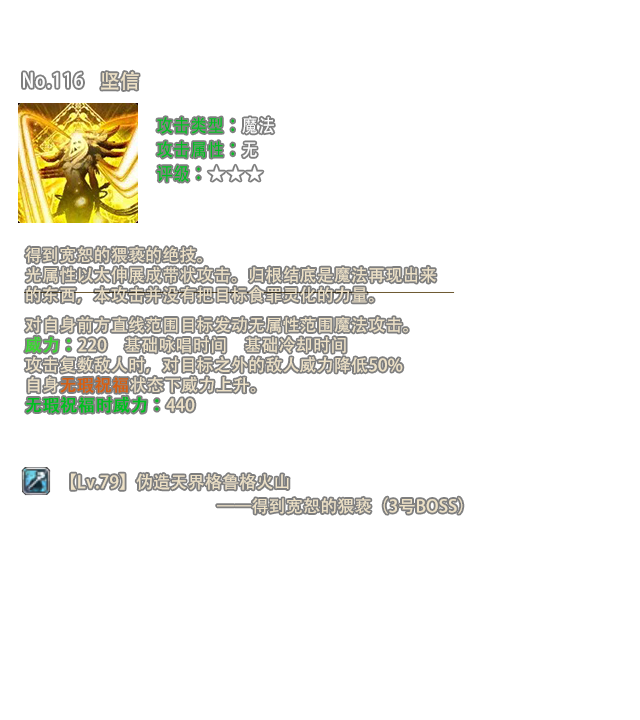 No.116 坚信
攻击类型：魔法
攻击属性：无
评级：★★★
得到宽恕的猥亵的绝技。
光属性以太伸展成带状攻击。归根结底是魔法再现出来
的东西，本攻击并没有把目标食罪灵化的力量。
对自身前方直线范围目标发动无属性范围魔法攻击。
威力：220 基础咏唱时间 基础冷却时间
攻击复数敌人时，对目标之外的敌人威力降低50%
自身无瑕祝福状态下威力上升。
无瑕祝福时威力：440
【Lv.79】伪造天界格鲁格火山
——得到宽恕的猥亵（3号BOSS）